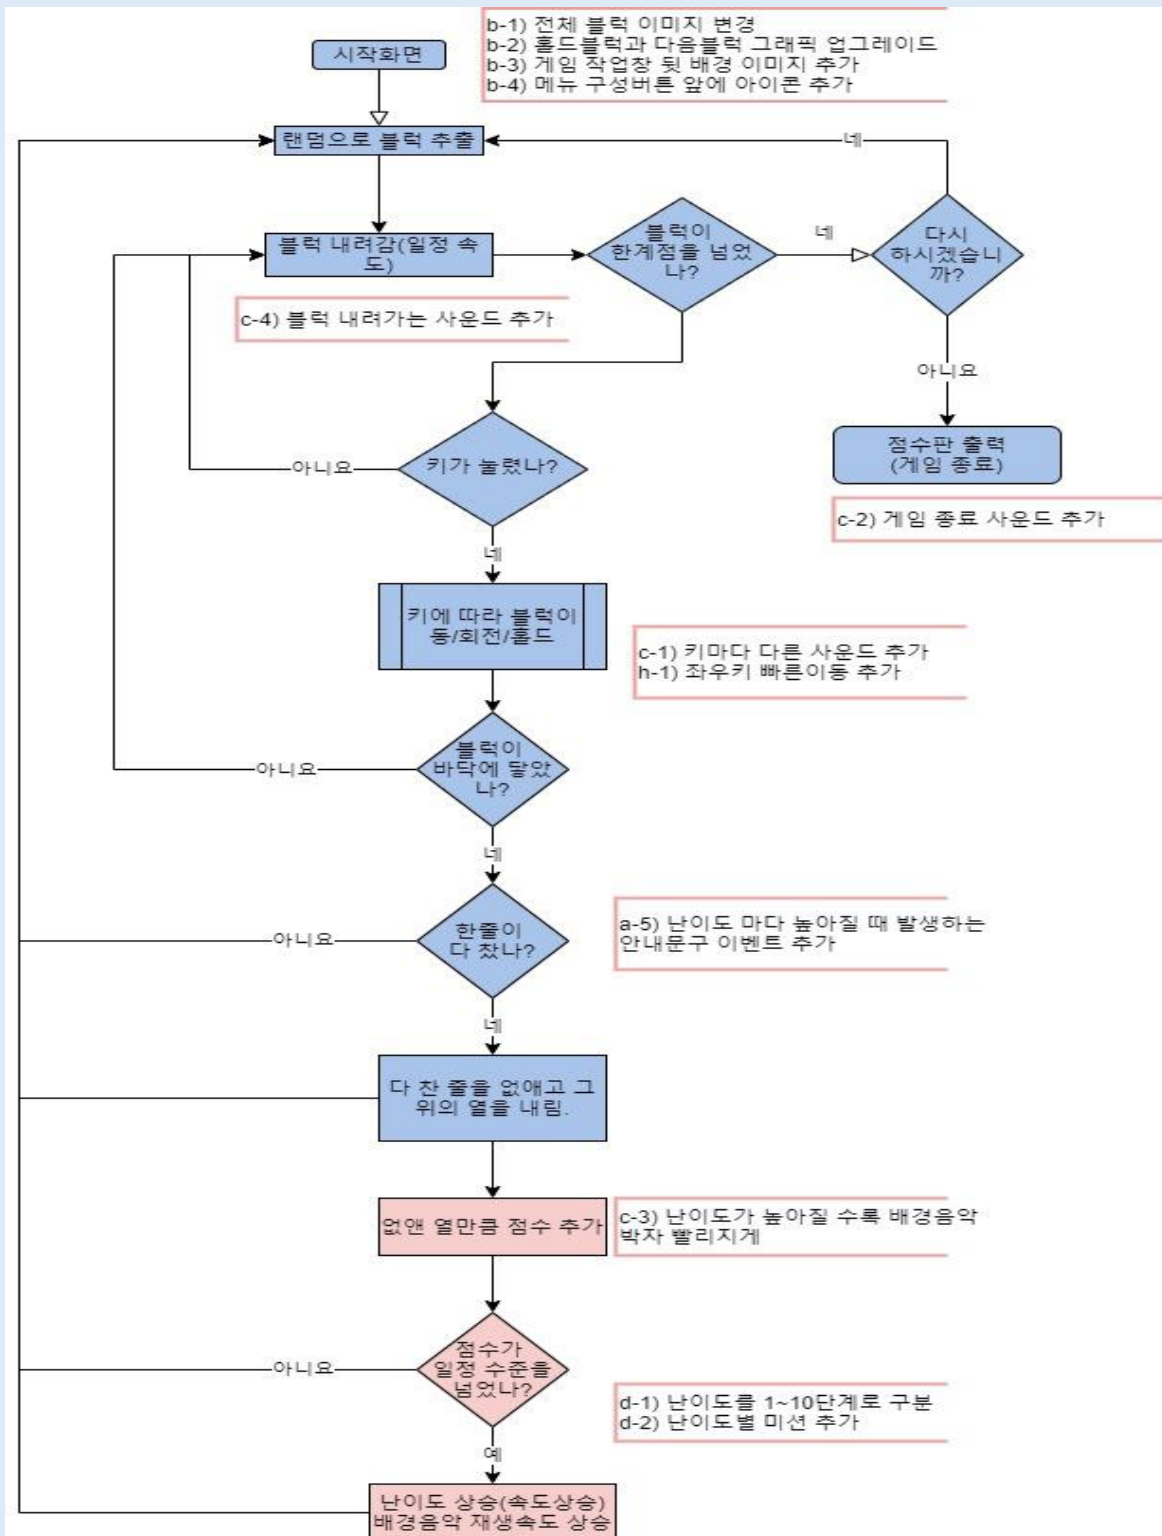 b-1) 전체 블럭 이미지 변경
b-2) 홀드블럭과 다음블럭 그래픽 업그레이드
b-3) 게임 작업창 뒷 배경 이미지 추가
b-4) 메뉴 구성버튼 앞에 아이콘 추가
시작화면
랜덤으로 블럭 추출
네
블럭 내려감(일정 속
도)
블럭이
한계점을 넘었
나?
네
다시
하시겠습니
까?
c-4) 블럭 내려가는 사운드 추가
아니요
키가 눌렸나?
아니요
점수판 출력
(게임 종료)
c-2) 게임 종료 사운드 추가
네
키에 따라 블럭이
동/회전/홀드
c-1) 키마다 다른 사운드 추가
h-1) 좌우키 빠른이동 추가
블럭이
바닥에 닿았
나?
아니요
네
한줄이
다 찼나?
아니요
a-5) 난이도 마다 높아질 때 발생하는
안내문구 이벤트 추가
네
다 찬 줄을 없애고 그
위의 열을 내림.
없앤 열만큼 점수 추가
c-3) 난이도가 높아질 수록 배경음악
박자 빨리지게
점수가
일정 수준을
넘었나?
아니요
d-1) 난이도를 1~10단계로 구분
d-2) 난이도별 미션 추가
예
난이도 상승(속도상승)
배경음악 재생속도 상승